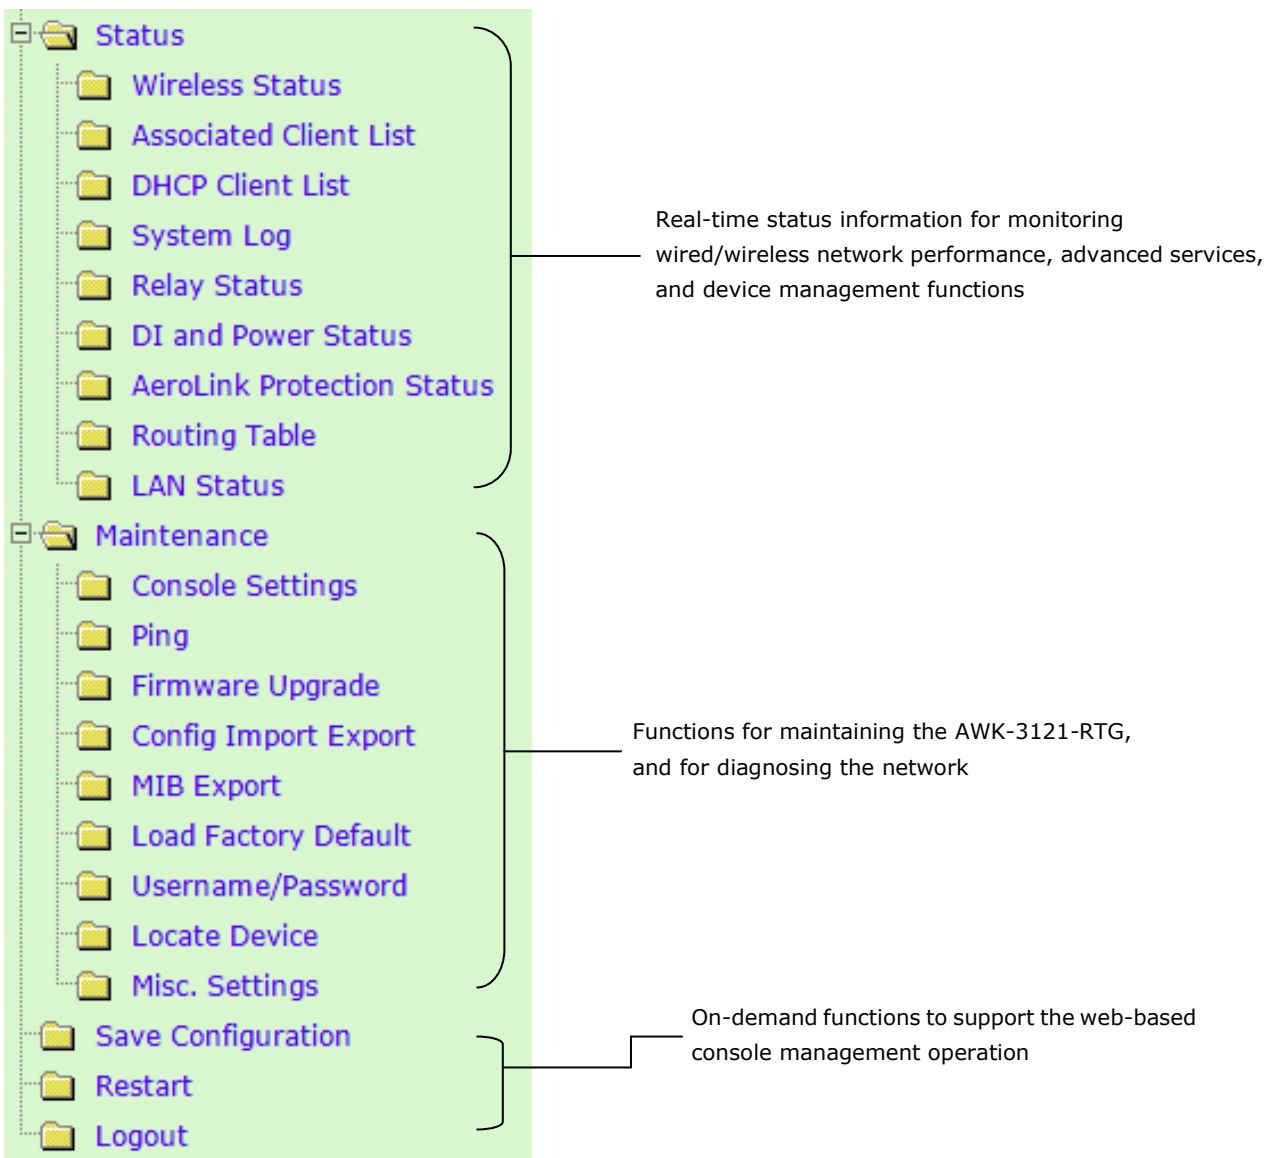 Status
Wireless Status
Associated Client List
DHCP Client List
System Log
Relay Status
DI and Power Status
AeroLink Protection Status
Routing Table
LAN Status
Real-time status information for monitoring
wired/wireless network performance, advanced services,
and device management functions
Maintenance
Console Settings
Ping
Firmware Upgrade
Config Import Export
MIB Export
Load Factory Default
Username/Password
Locate Device
Misc. Settings
Functions for maintaining the AWK-3121-RTG,
and for diagnosing the network
Save Configuration
Restart
Logout
On-demand functions to support the web-based
console management operation